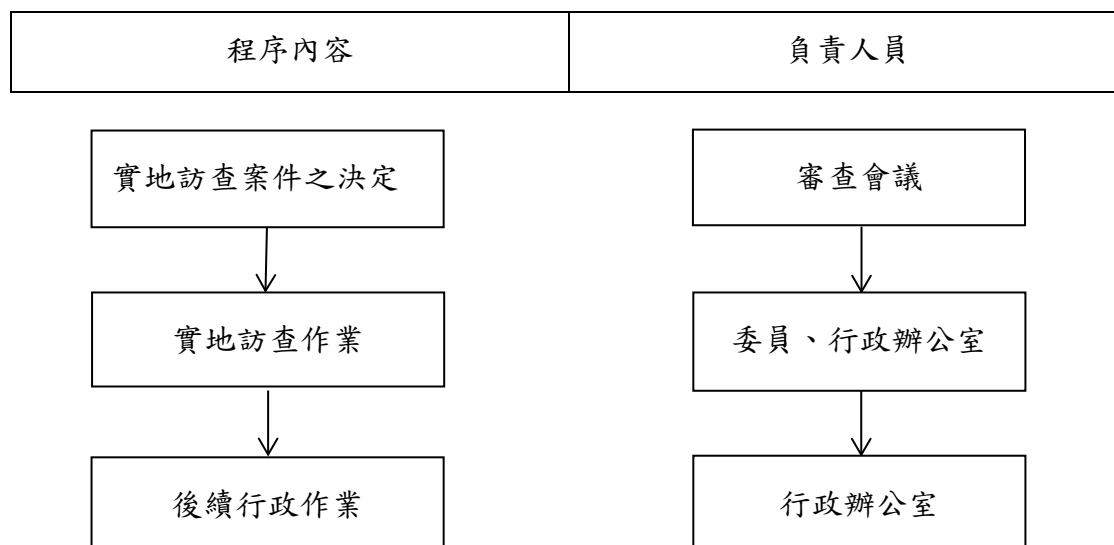 程序內容 負責人員
實地訪查案件之決定 審查會議
實地訪查作業 委員、行政辦公室
後續行政作業 行政辦公室